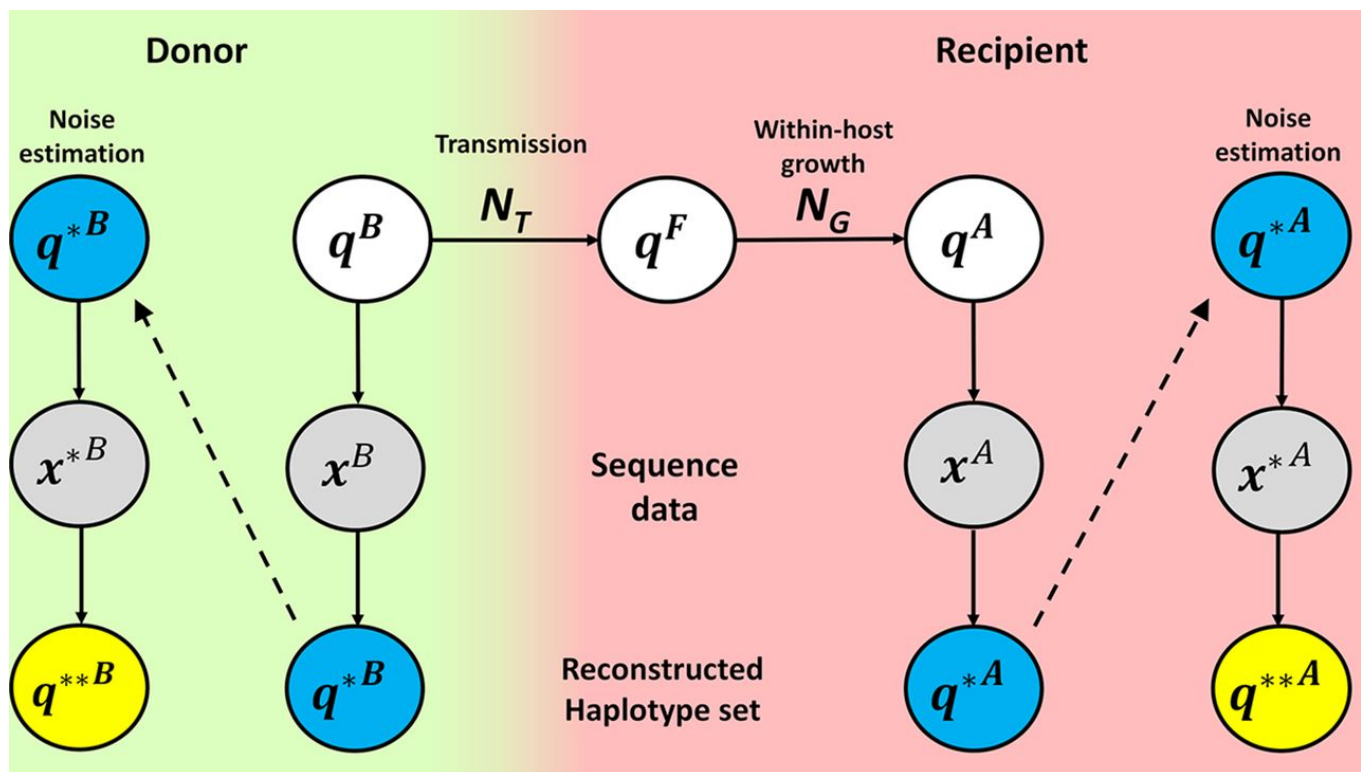 Donor
Recipient
Noise
estimation
Transmission
Within-host
growth
Noise
estimation
q*B
qB
NT
qF
NG
qA
q*A
x*B
xB
Sequence
data
xA
x*A
q**B
q*B
Reconstructed
Haplotype set
q*A
q**A